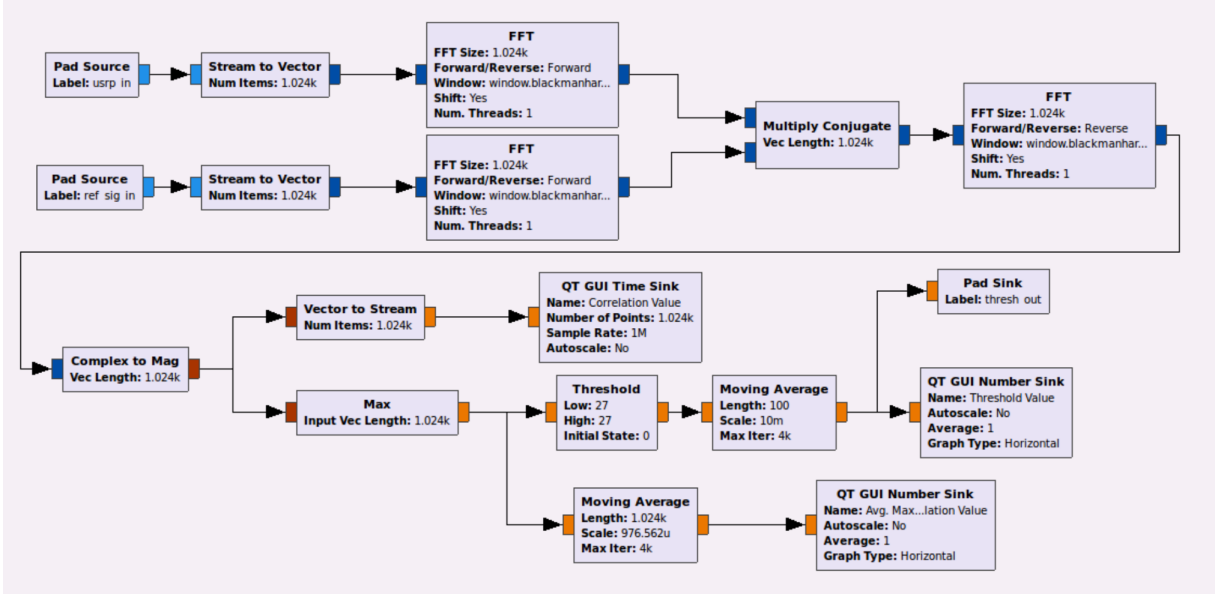 Pad Source
Label: usrp in
Stream to Vector
Num Items: 1.024k
FFT
FFT Size: 1.024k
Forward/Reverse: Forward
Window: window.blackmanhar...
Shift: Yes
Num. Threads: 1
Pad Source
Label: ref sig in
Stream to Vector
Num Items: 1.024k
FFT
FFT Size: 1.024k
Forward/Reverse: Forward
Window: window.blackmanhar...
Shift: Yes
Num. Threads: 1
Multiply Conjugate
Vec Length: 1.024k
FFT
FFT Size: 1.024k
Forward/Reverse: Reverse
Window: window.blackmanhar...
Shift: Yes
Num. Threads: 1
Complex to Mag
Vec Length: 1.024k
Vector to Stream
Num Items: 1.024k
QT GUI Time Sink
Name: Correlation Value
Number of Points: 1.024k
Sample Rate: 1M
Autoscale: No
Pad Sink
Label: thresh out
Max
Input Vec Length: 1.024k
Threshold
Low: 27
High: 27
Initial State: 0
Moving Average
Length: 100
Scale: 10m
Max Iter: 4k
QT GUI Number Sink
Name: Threshold Value
Autoscale: No
Average: 1
Graph Type: Horizontal
Moving Average
Length: 1.024k
Scale: 976.562u
Max Iter: 4k
QT GUI Number Sink
Name: Avg. Max...lation Value
Autoscale: No
Average: 1
Graph Type: Horizontal